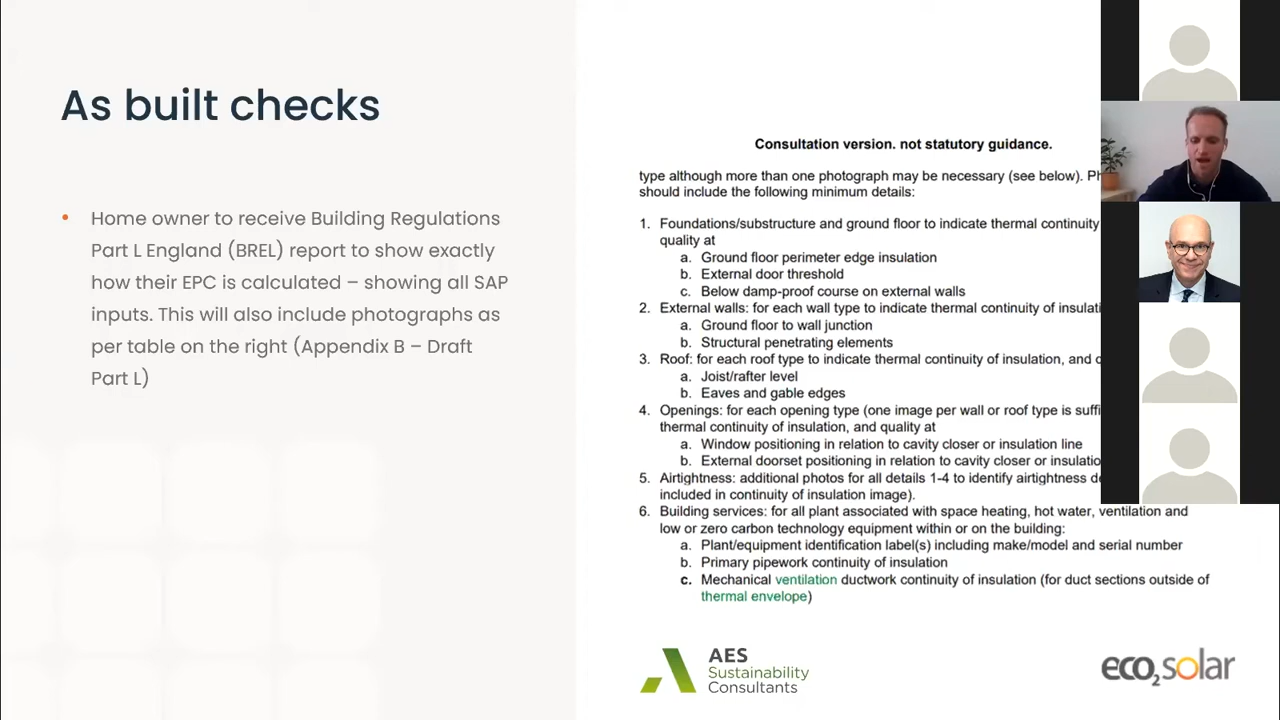 As built checks
• Home owner to receive Building Regulations
Part L England (BREL) report to show exactly
how their EPC is calculated – showing all SAP
inputs. This will also include photographs as
per table on the right (Appendix B – Draft
Part L)
Consultation version. not statutory guidance.
type although more than one photograph may be necessary (see below).
should include the following minimum details:
1. Foundations/substructure and ground floor to indicate thermal continuity
quality at
a. Ground floor perimeter edge insulation
b. External door threshold
c. Below damp-proof course on external walls
2. External walls: for each wall type to indicate thermal continuity of
a. Ground floor to wall junction
b. Structural penetrating elements
3. Roof: for each roof type to indicate thermal continuity of insulation, and
a. Joist/rafter level
b. Eaves and gable edges
4. Openings: for each opening type (one image per wall or roof type is
thermal continuity of insulation, and quality at
a. Window positioning in relation to cavity closer or insulation line
b. External doorset positioning in relation to cavity closer or
5. Airtightness: additional photos for all details 1-4 to identify airtightness
included in continuity of insulation image).
6. Building services: for all plant associated with space heating, hot water, ventilation and
low or zero carbon technology equipment within or on the building:
a. Plant/equipment identification label(s) including make/model and serial number
b. Primary pipework continuity of insulation
c. Mechanical ventilation ductwork continuity of insulation (for duct sections outside of
thermal envelope)
AES
Sustainability
Consultants
eco2solar